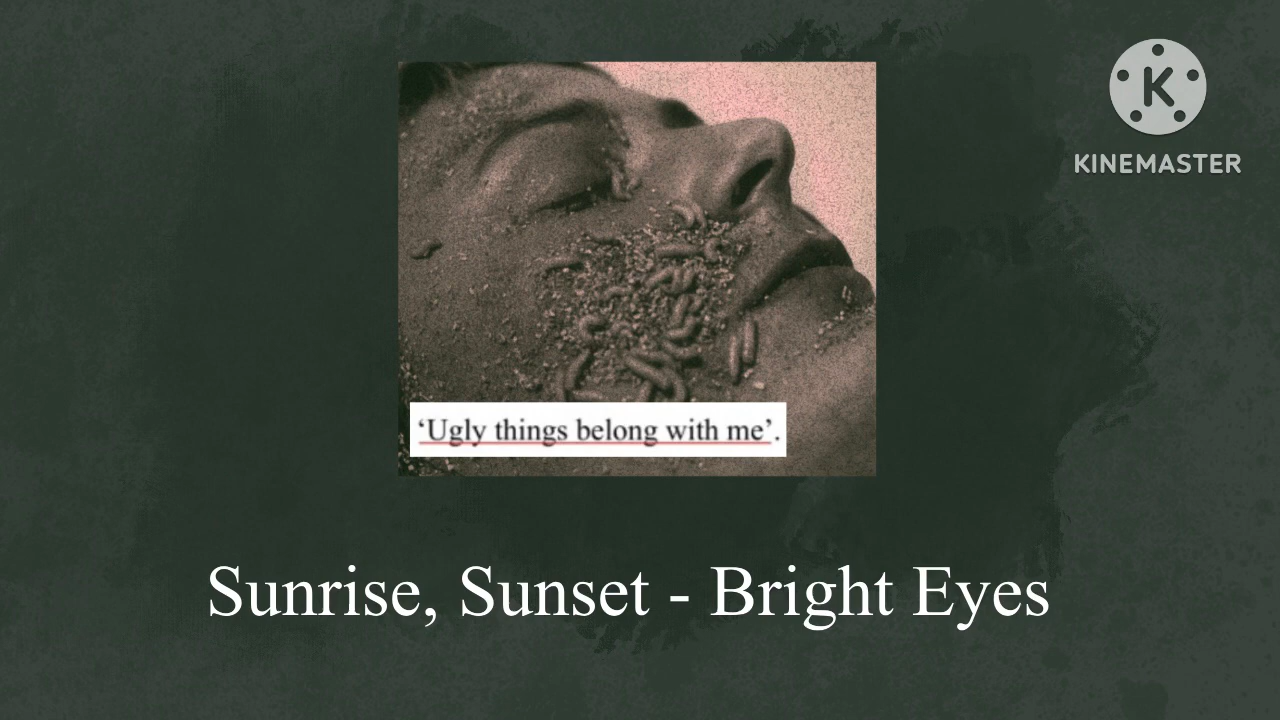 KINEMASTER
‘Ugly things belong with me’.
Sunrise, Sunset - Bright Eyes